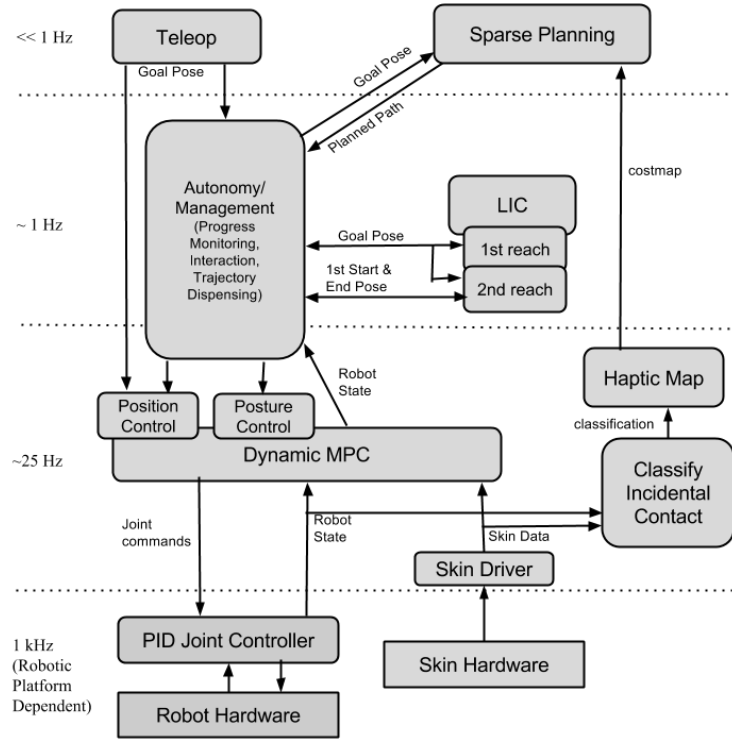 << 1 Hz
Teleop
Sparse Planning
Goal Pose
Goal Pose
Planned Path
~ 1 Hz
Autonomy/
Management
(Progress
Monitoring,
Interaction,
Trajectory
Dispensing)
costmap
LIC
Goal Pose
1st reach
1st Start &
End Pose
2nd reach
Robot
State
Haptic Map
Position
Control
Posture
Control
classification
~25 Hz
Dynamic MPC
Classify
Incidental
Contact
Joint
commands
Robot
State
Skin Data
Skin Driver
1 kHz
(Robotic
Platform
Dependent)
PID Joint Controller
Skin Hardware
Robot Hardware